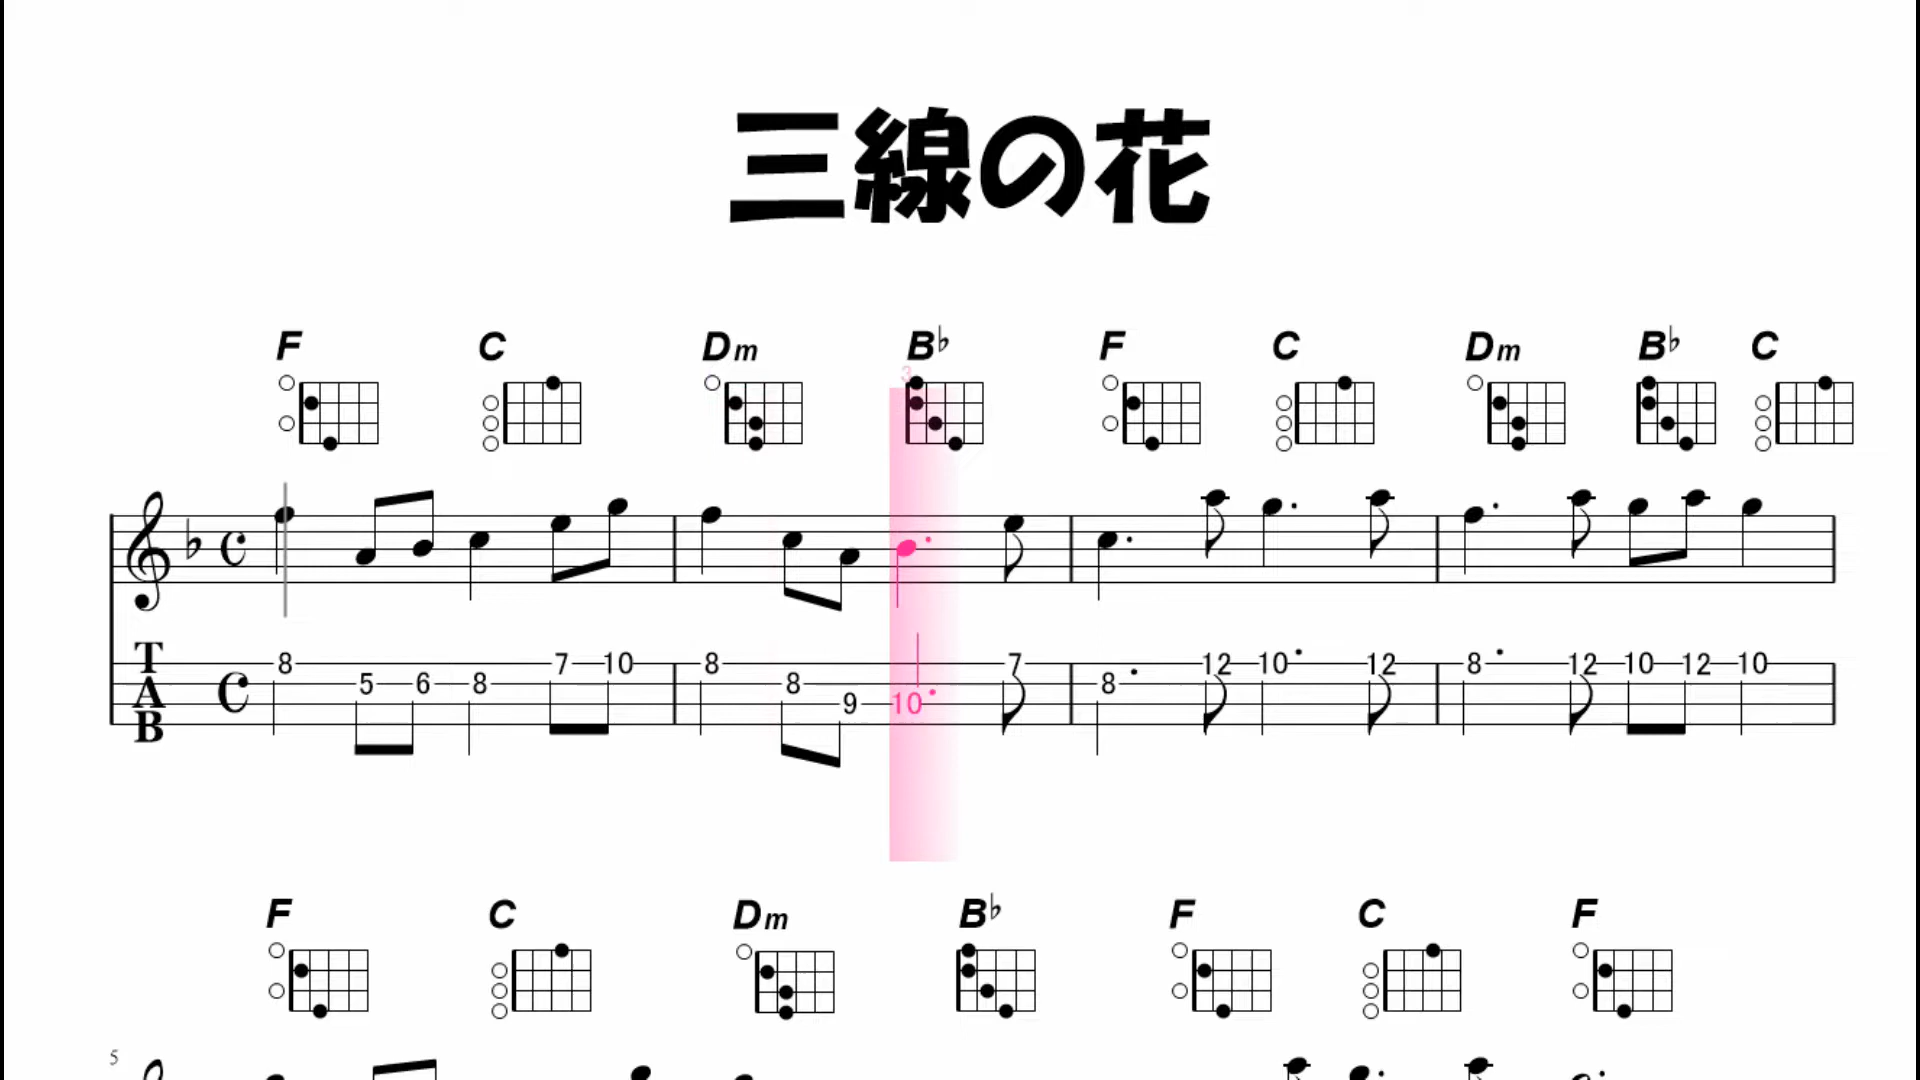 三線の花
F C Dm B♭ F C Dm B♭ C
3
T A B
8 5 6 8 7 10 8 8 9 10 7 8 12 10 12 8 12 10 12 10
F C Dm B♭ F C F
5